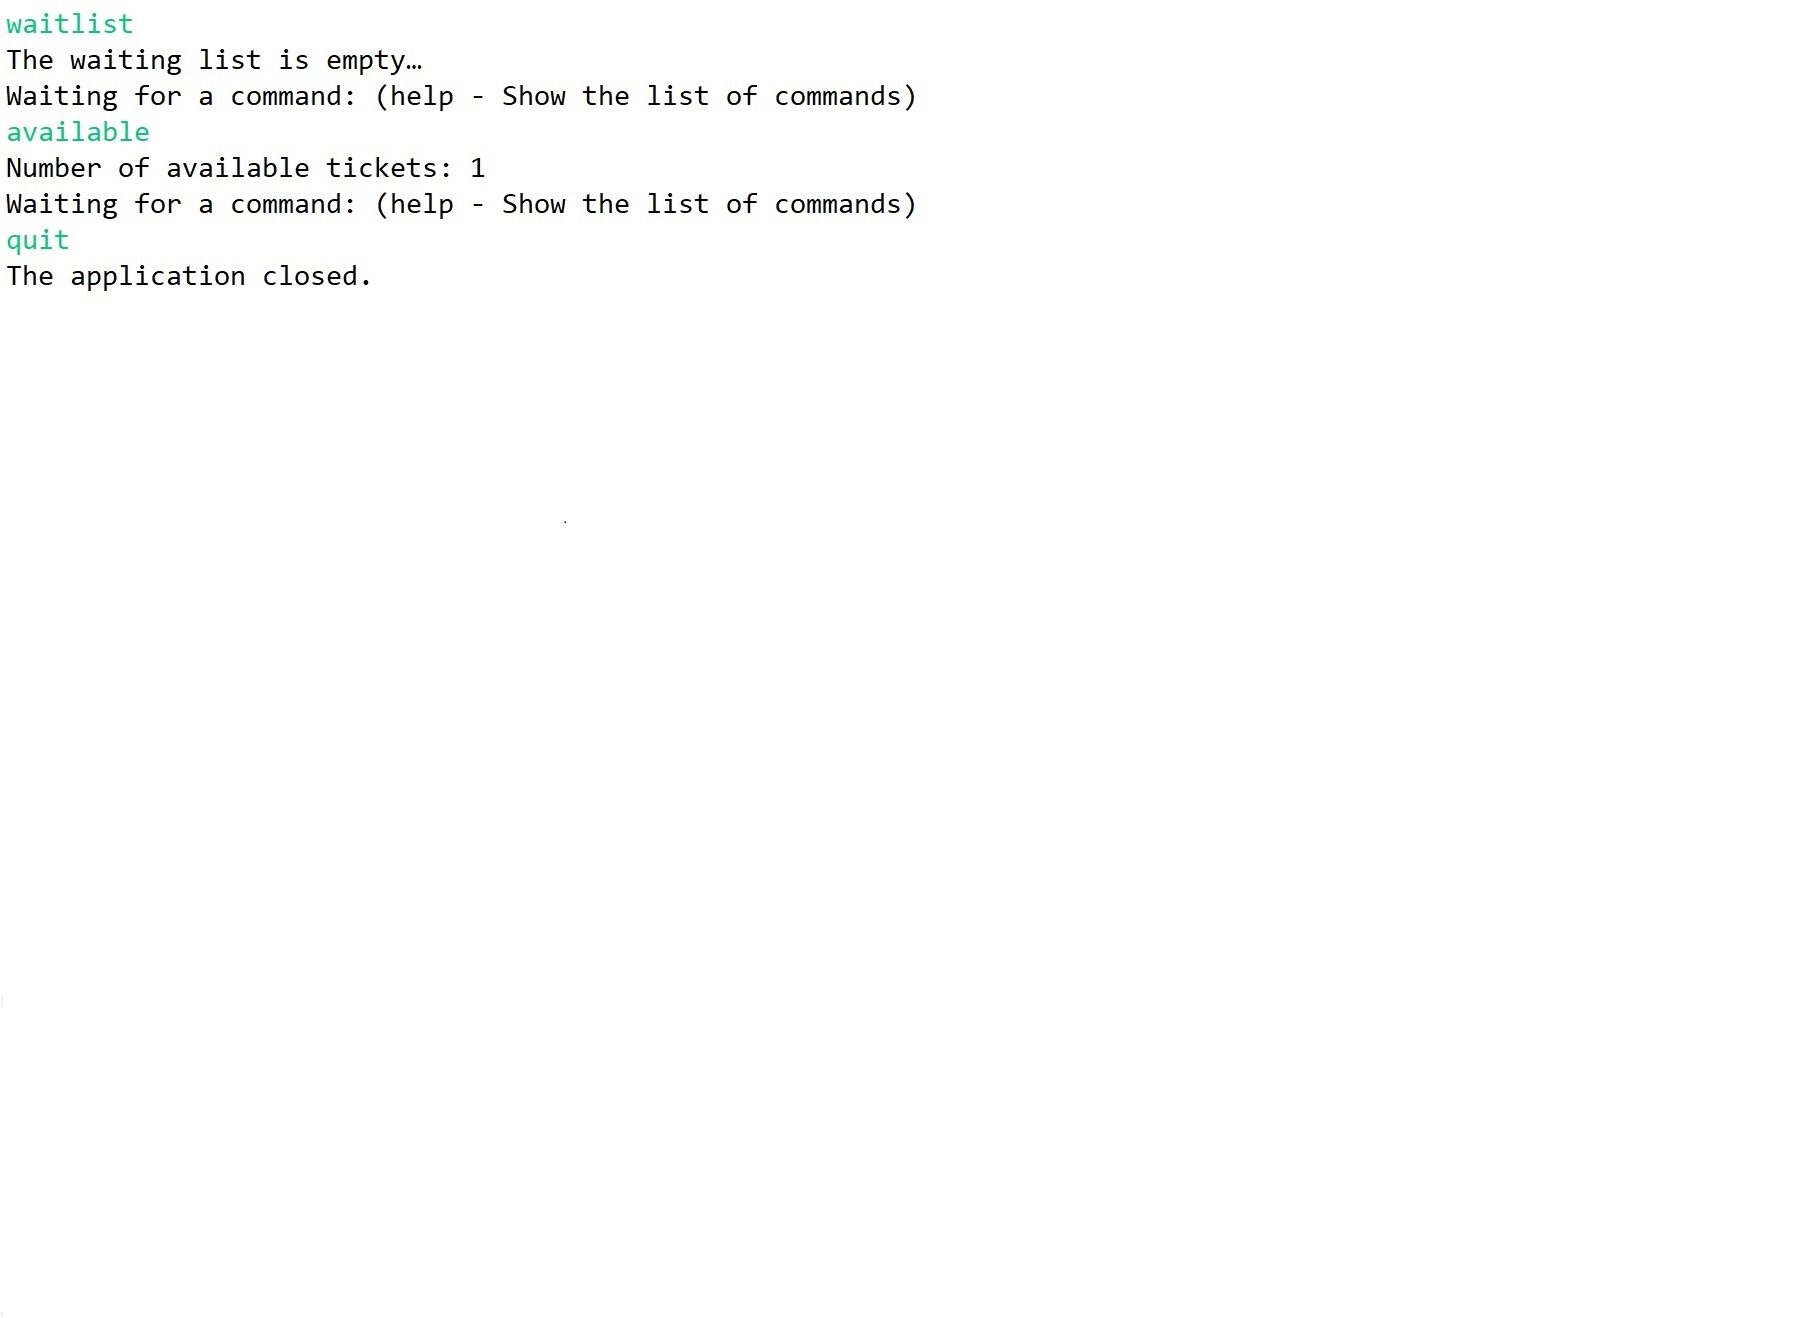 waitlist
The waiting list is empty…
Waiting for a command: (help - Show the list of commands)
available
Number of available tickets: 1
Waiting for a command: (help - Show the list of commands)
quit
The application closed.